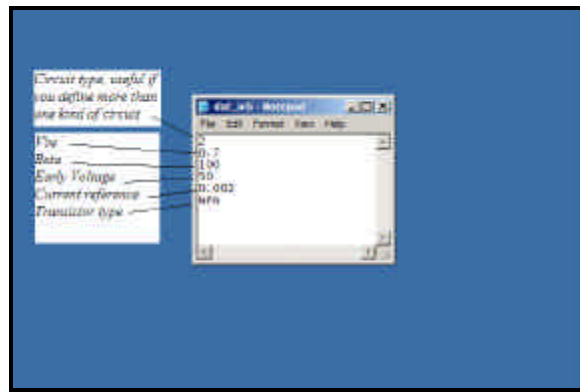 Circuit type, useful if
you define more than
one kind of circuit
Vbe
Beta
Early Voltage
Current reference
Transistor type
Notepad
File Edit Format View Help
0.7
100
50
0.002
NPN